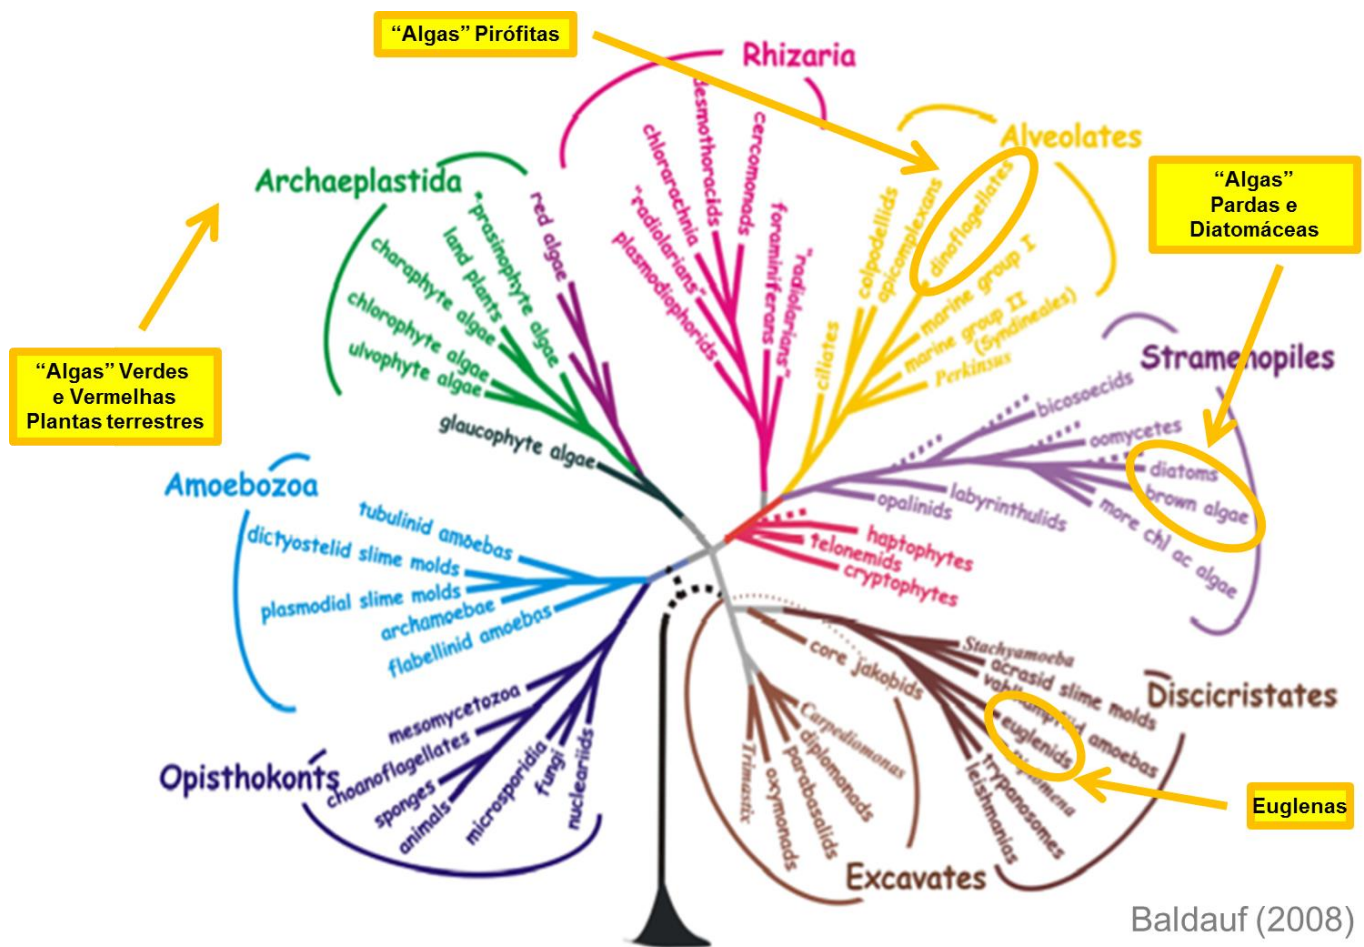 “Algas” Pirófitas
Rhizaria
desmothoracids
cercomonads
chlorarachnia
"radiolarians"
plasmodiophorids
foraminiferans
"radiolarians"
Alveolates
colpodellids
apicomplexans
dinoflagellates
ciliates
marine group I
marine group II
(Syndineales)
Perkinsus
“Algas”
Pardas e
Diatomáceas
Archaeplastida
red algae
"prasinophyte algae
land plants
charaphyte algae
chlorophyte algae
ulvophyte algae
glaucophyte algae
“Algas” Verdes
e Vermelhas
Plantas terrestres
Stramenopiles
bicosoecids
oomycetes
diatoms
brown algae
more chl ac algae
labyrinthulids
opalinids
haptophytes
telonemids
cryptophytes
Amoebozoa
tubulinid amoebas
dictyostelid slime molds
plasmodial slime molds
archamoebae
flabellinid amoebas
Opisthokonts
mesomycetozoa
choanoflagellates
sponges
animals
microsporidia
fungi
nucleariids
Discicristates
Stachyamoeba
acrasid slime molds
amoebas
euglenids
trypanosomes
leishmanias
core jakobids
Carpediomonas
diplomonads
parabasalids
oxymonads
Trimastix
Excavates
Euglenas
Baldauf (2008)